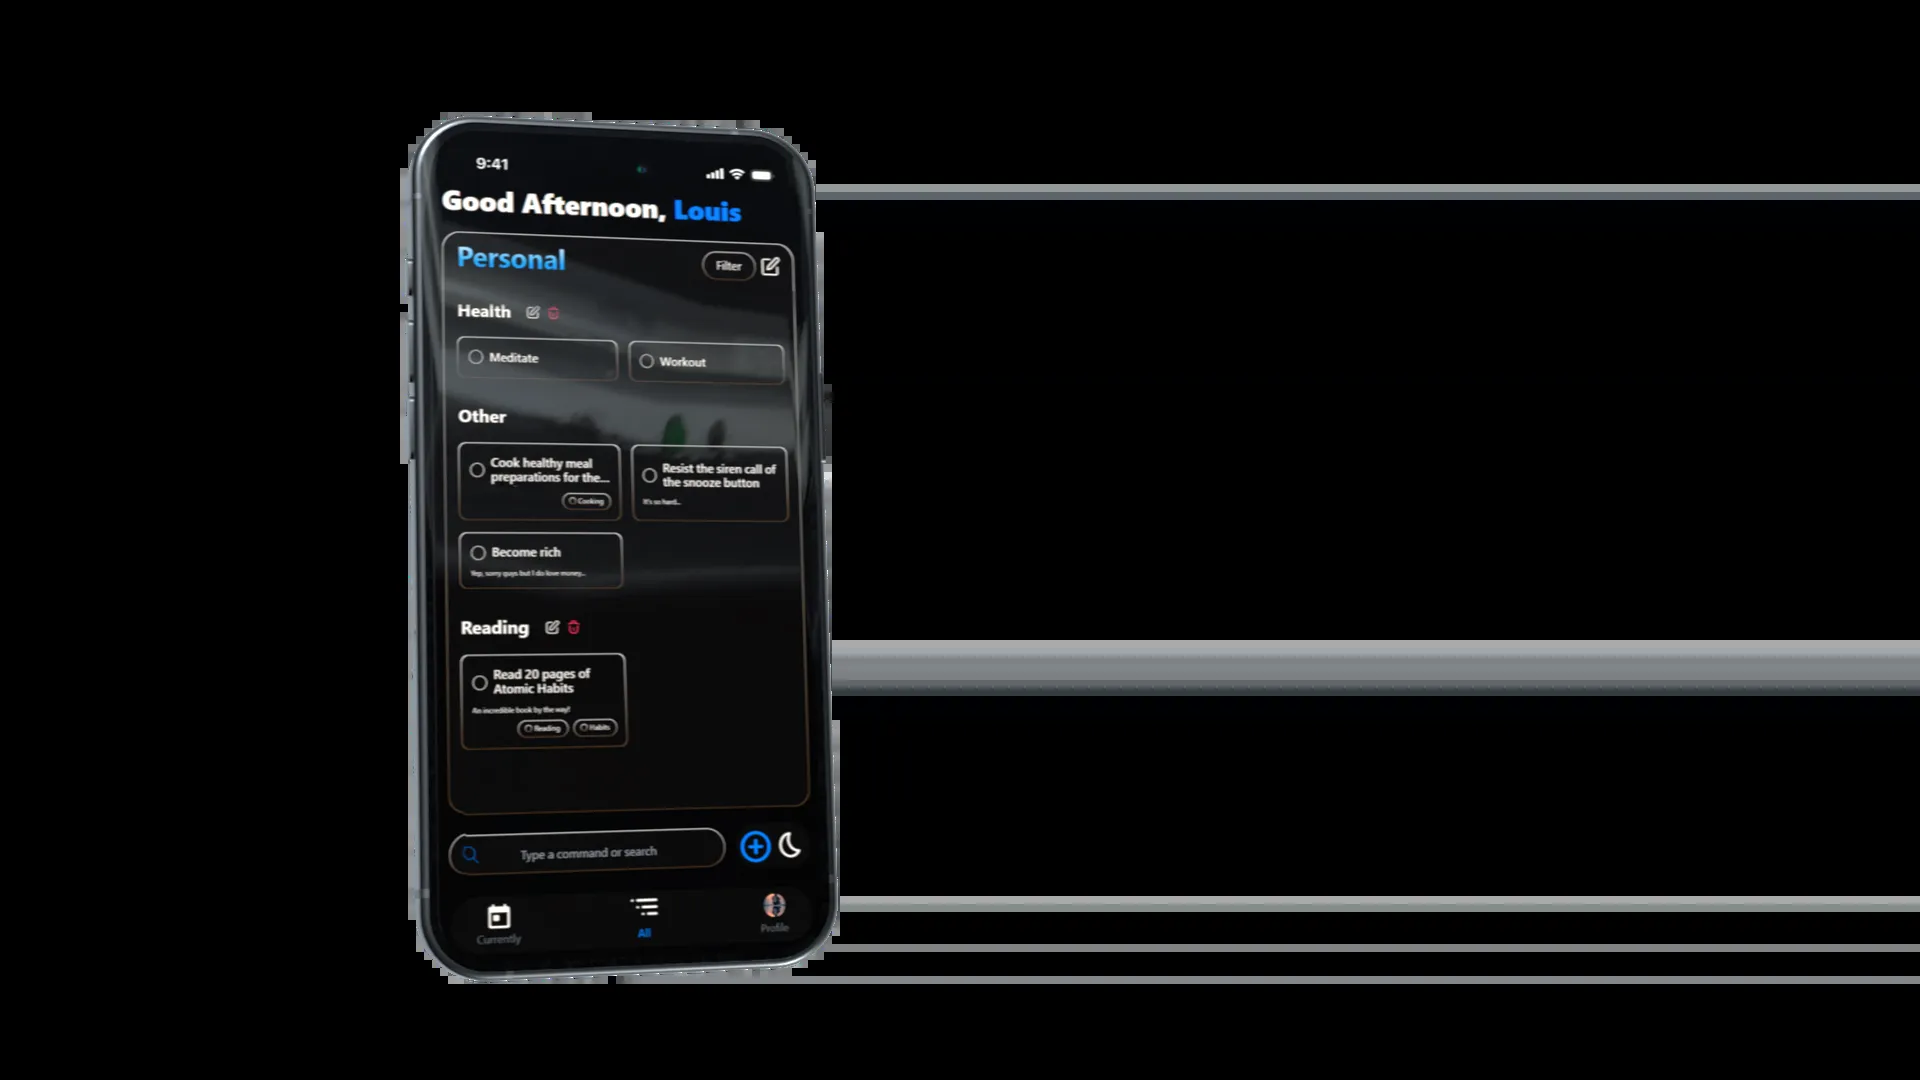 9:41
Good Afternoon, Louis
Personal
Filter
Health
Meditate
Workout
Other
Cook healthy meal
preparations for the...
Cooking
Resist the siren call of
the snooze button
It's so hard...
Become rich
Yep, sorry guys but I do love money...
Reading
Read 20 pages of
Atomic Habits
An incredible book by the way!
Reading
Habits
Type a command or search
Currently
All
Profile